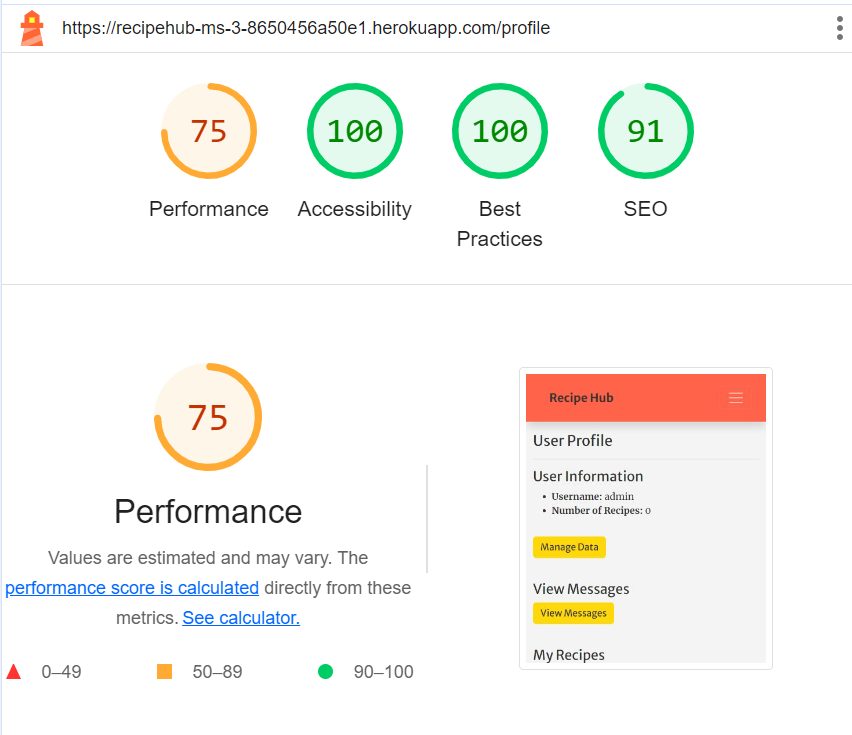 https://recipehub-ms-3-8650456a50e1.herokuapp.com/profile
75
100
100
91
Performance
Accessibility
Best
Practices
SEO
75
Performance
Values are estimated and may vary. The
performance score is calculated directly from these
metrics. See calculator.
0–49
50–89
90–100
Recipe Hub
User Profile
User Information
• Username: admin
• Number of Recipes: 0
Manage Data
View Messages
View Messages
My Recipes